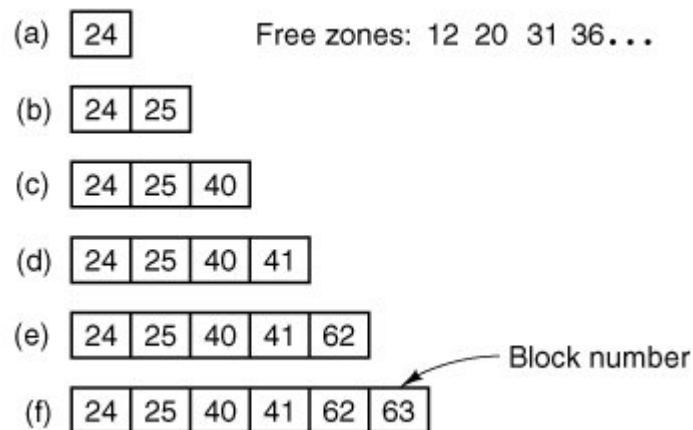 (a) 24 Free zones: 12 20 31 36...
(b) 24 25
(c) 24 25 40
(d) 24 25 40 41
(e) 24 25 40 41 62
Block number
(f) 24 25 40 41 62 63